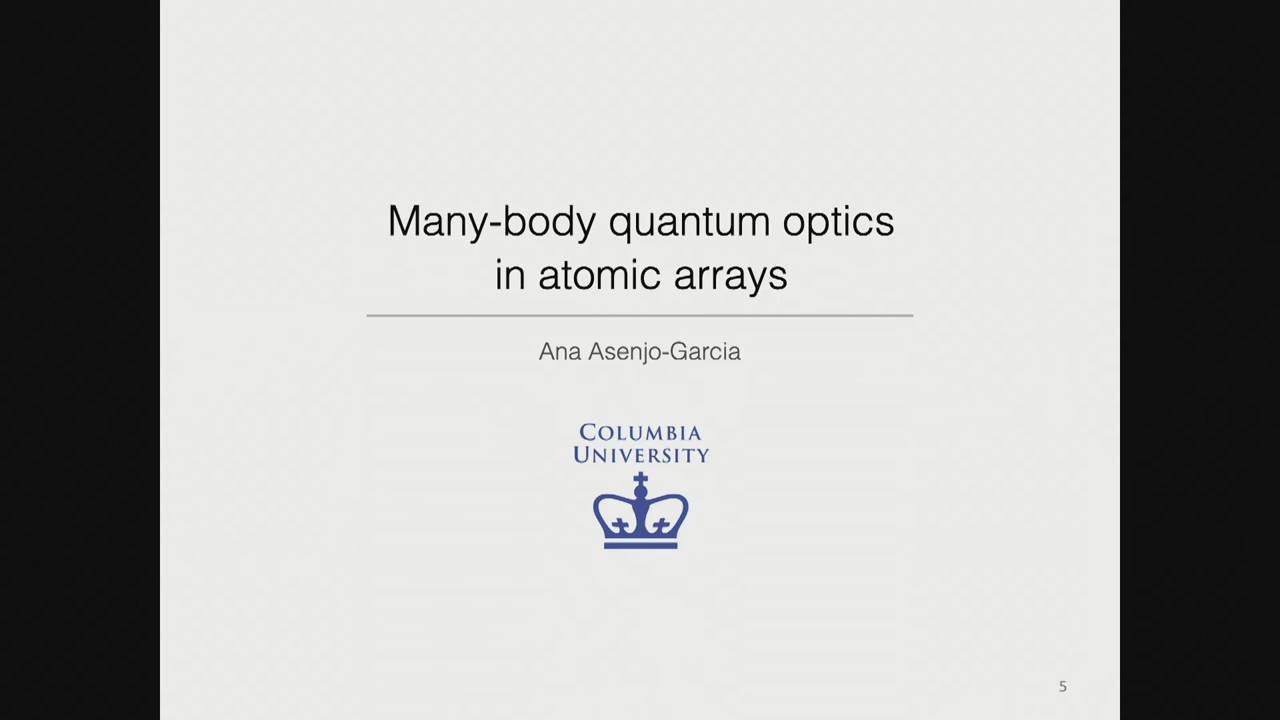 Many-body quantum optics
in atomic arrays
Ana Asenjo-Garcia
COLUMBIA
UNIVERSITY
5